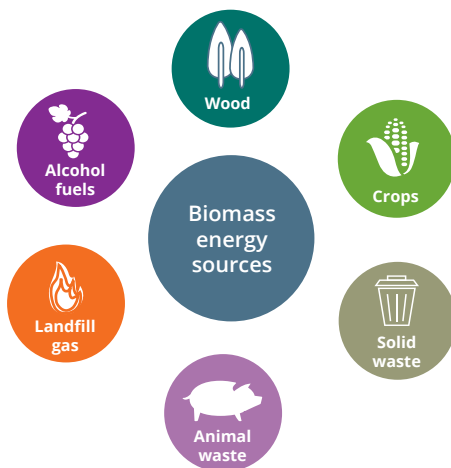 Wood
Alcohol
fuels
Crops
Biomass
energy
sources
Landfill
gas
Solid
waste
Animal
waste